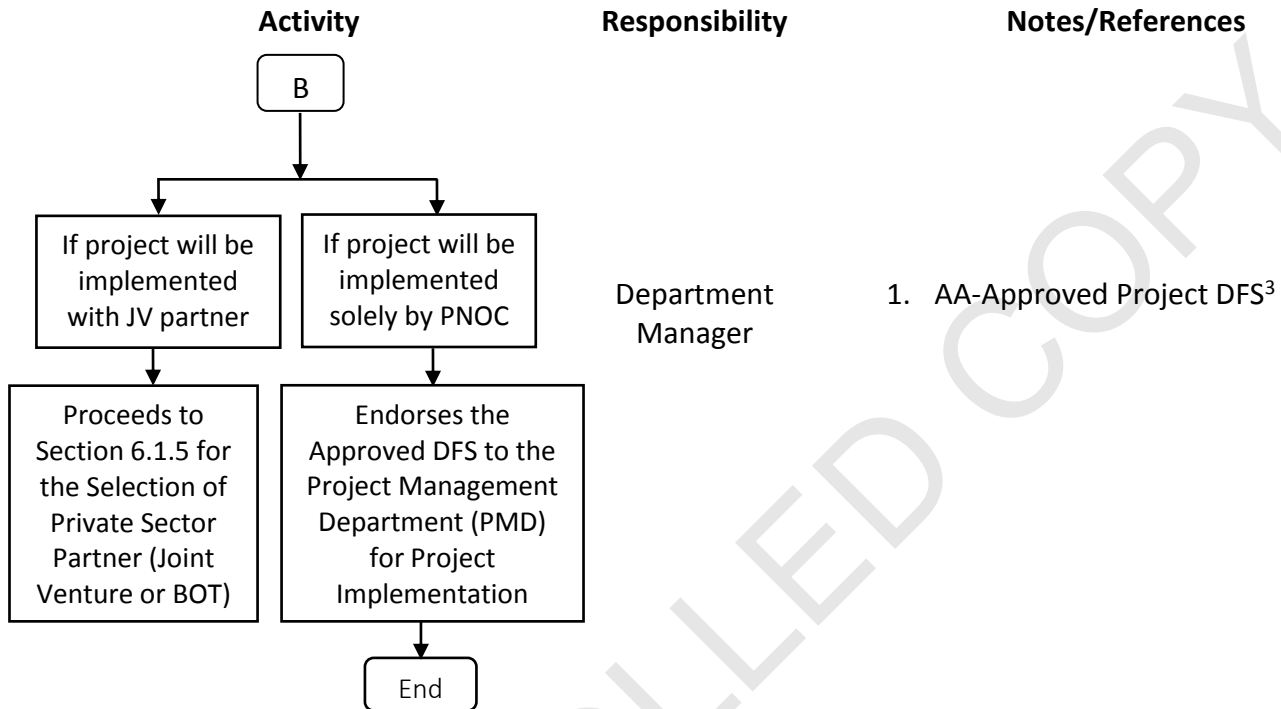 Activity
Responsibility
Notes/References
B
If project will be
implemented
with JV partner
If project will be
implemented
solely by PNOC
Department
Manager
1. AA-Approved Project DFS³
Proceeds to
Section 6.1.5 for
the Selection of
Private Sector
Partner (Joint
Venture or BOT)
Endorses the
Approved DFS to the
Project Management
Department (PMD)
for Project
Implementation
End
LLED COPY